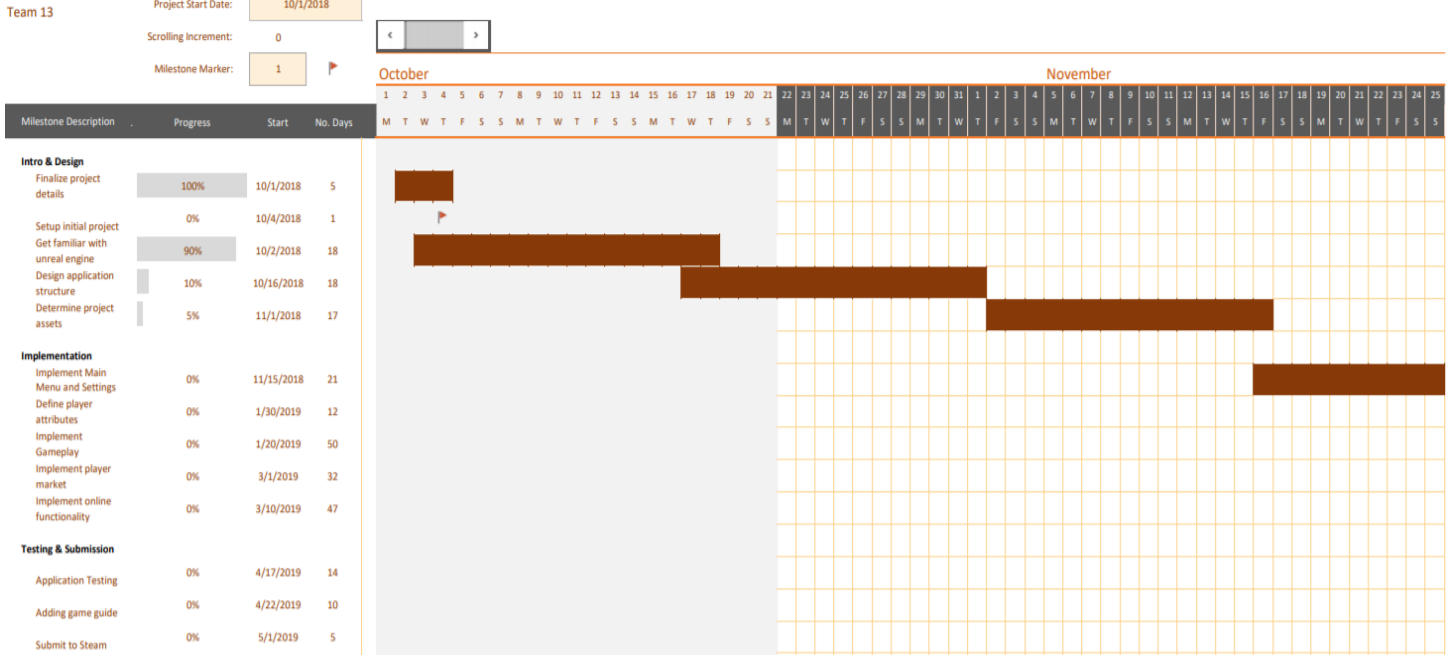 Team 13
Project Start Date: 10/1/2018
Scrolling Increment: 0
Milestone Marker: 1
October November
1 2 3 4 5 6 7 8 9 10 11 12 13 14 15 16 17 18 19 20 21 22 23 24 25 26 27 28 29 30 31 1 2 3 4 5 6 7 8 9 10 11 12 13 14 15 16 17 18 19 20 21 22 23 24 25
Milestone Description . Progress Start No. Days M T W T F S S M T W T F S S M T W T F S S M T W T F S S M T W T F S S M T W T F S S M T W T F S S M T W T F S S
Intro & Design
Finalize project
details
100% 10/1/2018 5
Setup initial project
0% 10/4/2018 1
Get familiar with
unreal engine
90% 10/2/2018 18
Design application
structure
10% 10/16/2018 18
Determine project
assets
5% 11/1/2018 17
Implementation
Implement Main
Menu and Settings
0% 11/15/2018 21
Define player
attributes
0% 1/30/2019 12
Implement
Gameplay
0% 1/20/2019 50
Implement player
market
0% 3/1/2019 32
Implement online
functionality
0% 3/10/2019 47
Testing & Submission
Application Testing
0% 4/17/2019 14
Adding game guide
0% 4/22/2019 10
Submit to Steam
0% 5/1/2019 5